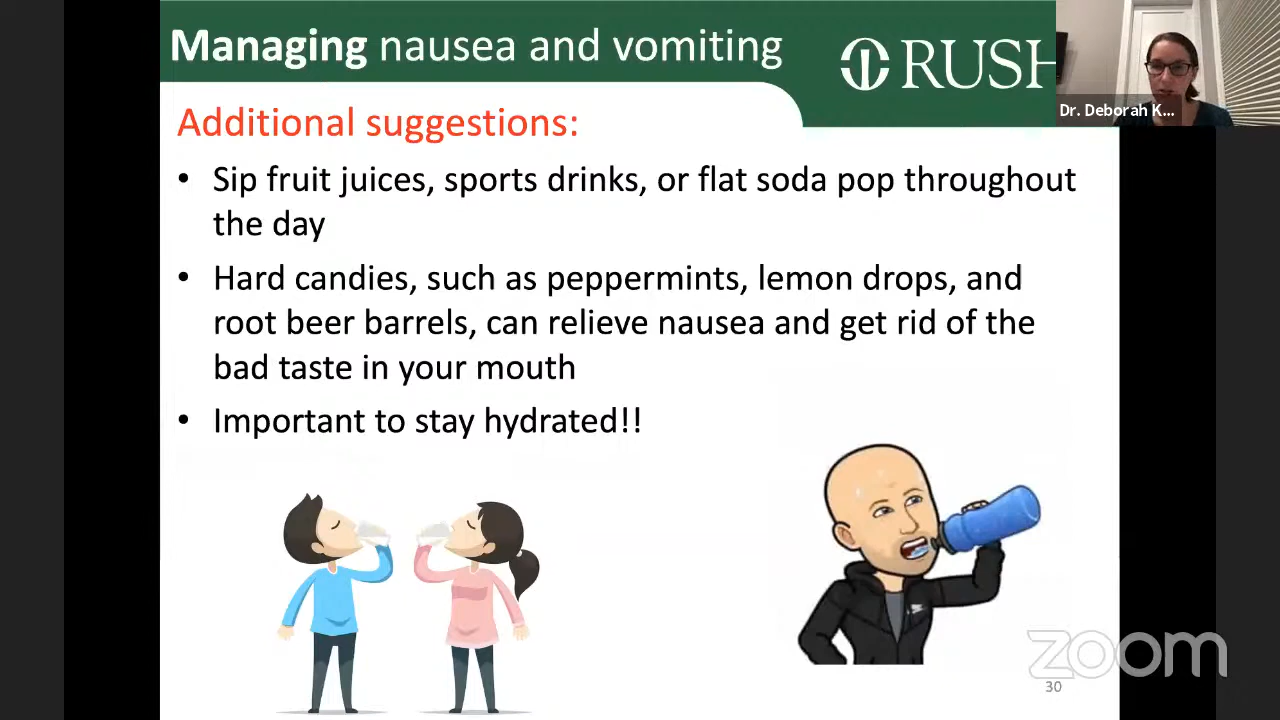 Managing nausea and vomiting
RUSH
Dr. Deborah K...
Additional suggestions:
• Sip fruit juices, sports drinks, or flat soda pop throughout
the day
• Hard candies, such as peppermints, lemon drops, and
root beer barrels, can relieve nausea and get rid of the
bad taste in your mouth
• Important to stay hydrated!!
zoom
30